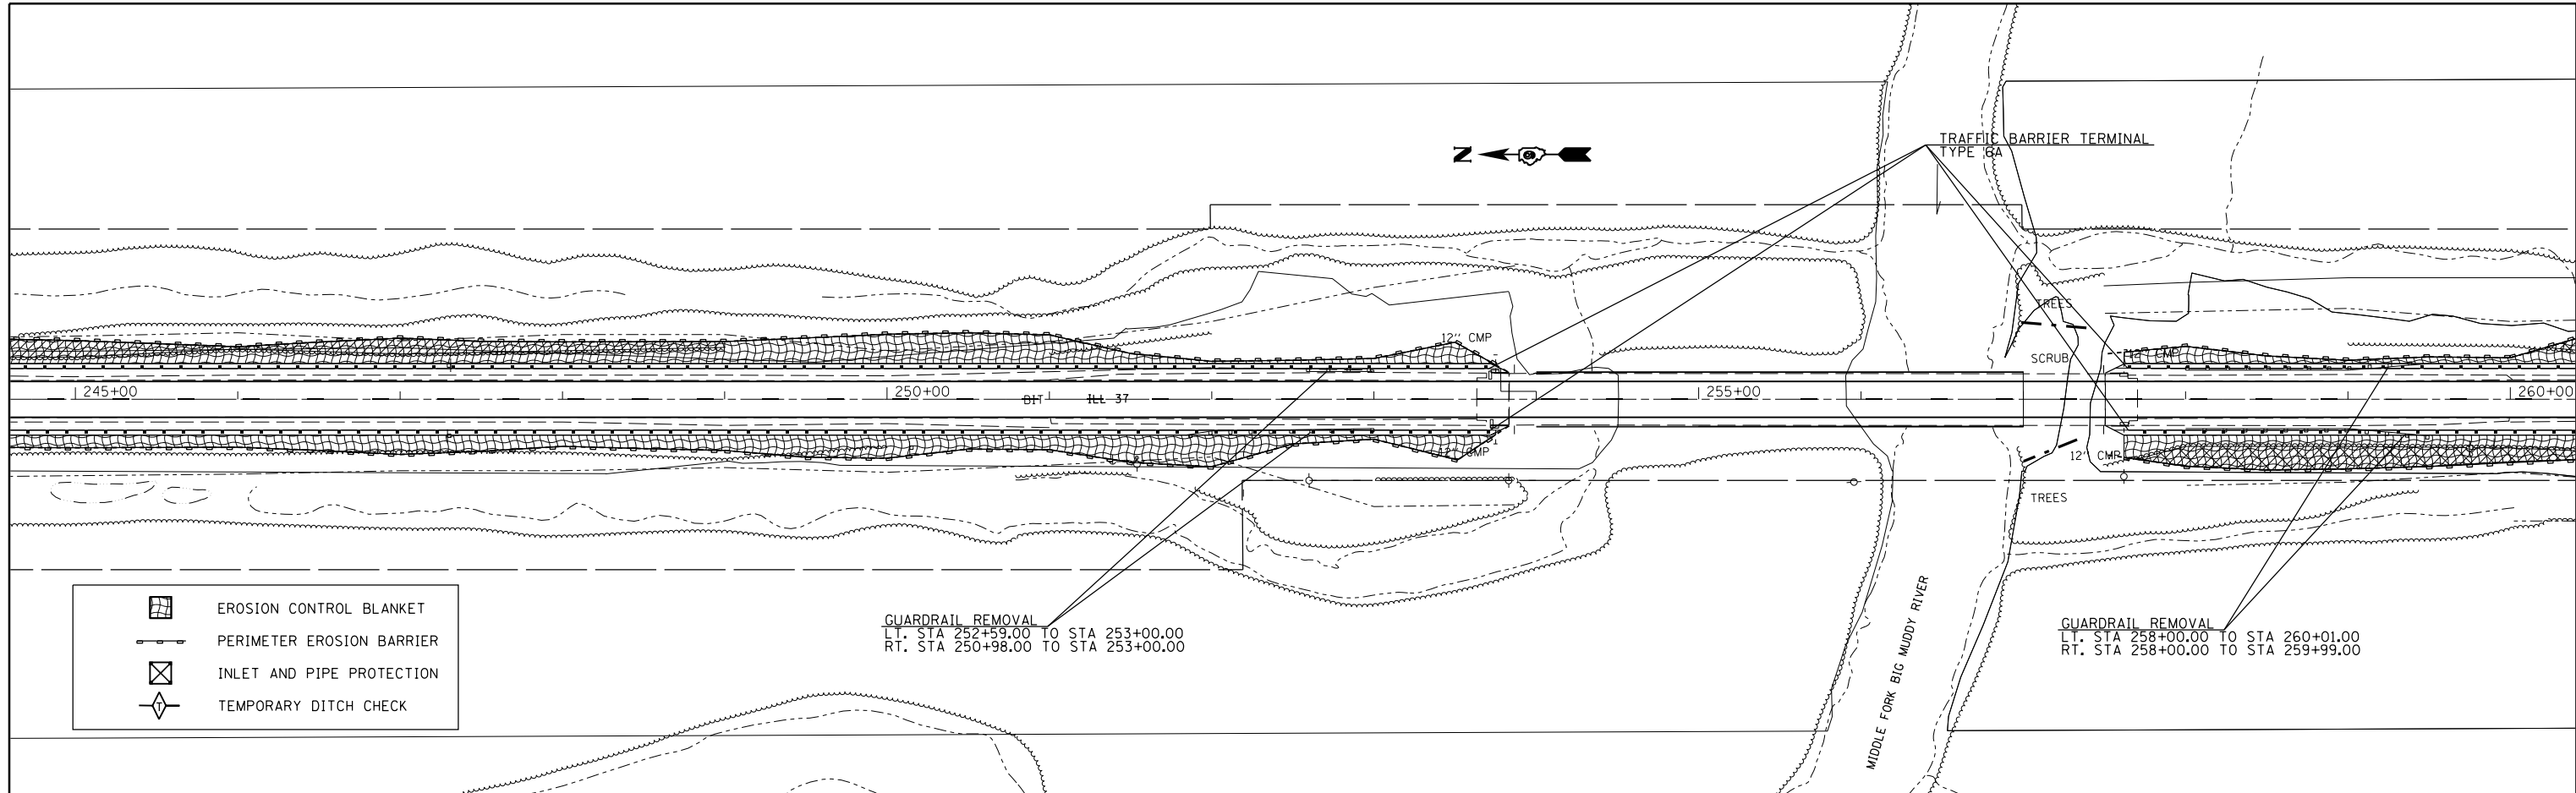 TRAFFIC BARRIER TERMINAL
TYPE 6A
N
TREES
12" CMP
SCRUB
12" CMP
245+00
250+00
BIT
ILL 37
255+00
260+00
12" CMP
12" CMP
TREES
EROSION CONTROL BLANKET
PERIMETER EROSION BARRIER
INLET AND PIPE PROTECTION
T
TEMPORARY DITCH CHECK
GUARDRAIL REMOVAL
LT. STA 252+59.00 TO STA 253+00.00
RT. STA 250+98.00 TO STA 253+00.00
MIDDLE FORK BIG MUDDY RIVER
GUARDRAIL REMOVAL
LT. STA 258+00.00 TO STA 260+01.00
RT. STA 258+00.00 TO STA 259+99.00